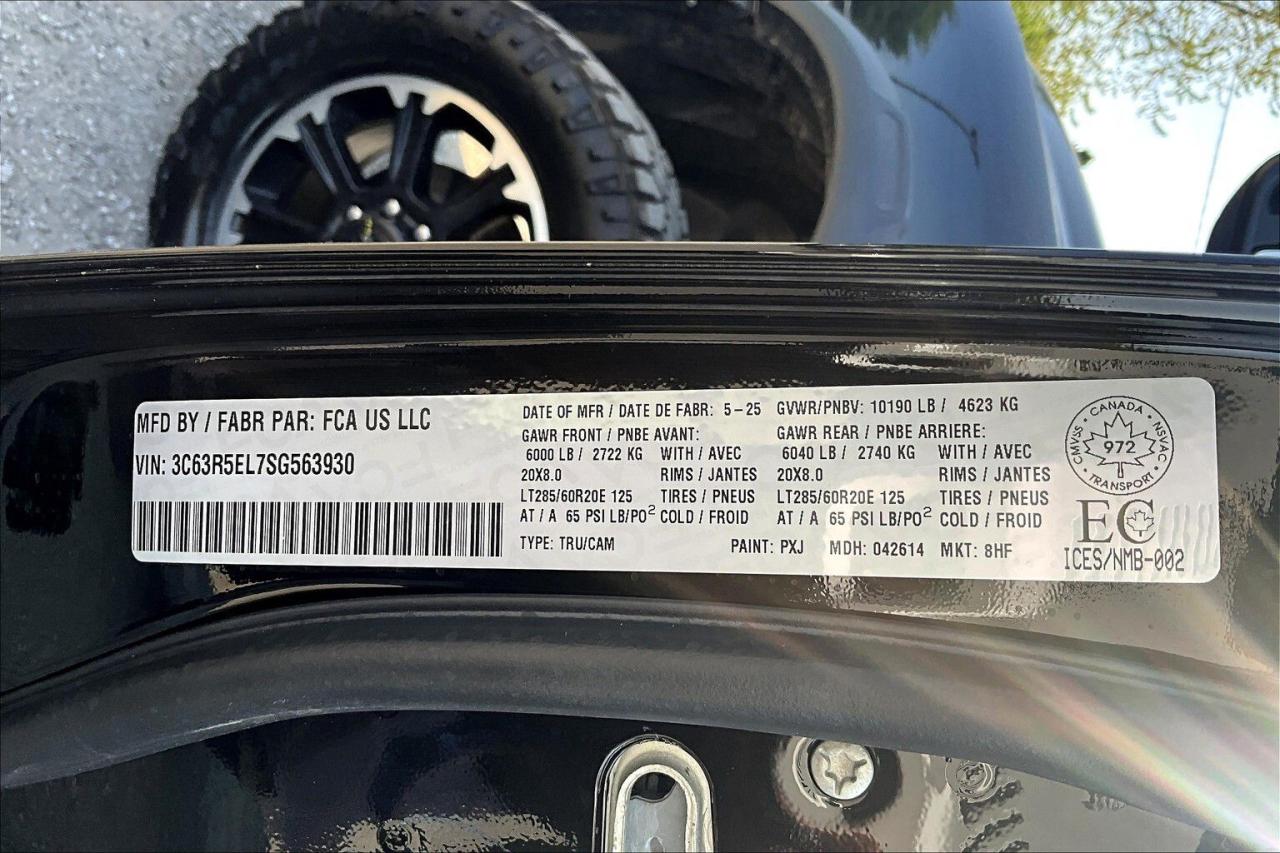 MFD BY / FABR PAR: FCA US LLC
VIN: 3C63R5EL7SG563930
DATE OF MFR / DATE DE FABR: 5-25
GAWR FRONT / PNBE AVANT:
6000 LB / 2722 KG WITH / AVEC
20X8.0 RIMS / JANTES
LT285/60R20E 125 TIRES / PNEUS
AT / A 65 PSI LB/PO² COLD / FROID
TYPE: TRU/CAM
GVWR/PNBV: 10190 LB / 4623 KG
GAWR REAR / PNBE ARRIERE:
6040 LB / 2740 KG WITH / AVEC
20X8.0 RIMS / JANTES
LT285/60R20E 125 TIRES / PNEUS
AT / A 65 PSI LB/PO² COLD / FROID
PAINT: PXJ MDH: 042614 MKT: 8HF
CANADA
CMVSS · NSVAC
972
TRANSPORT
EC
ICES/NMB-002